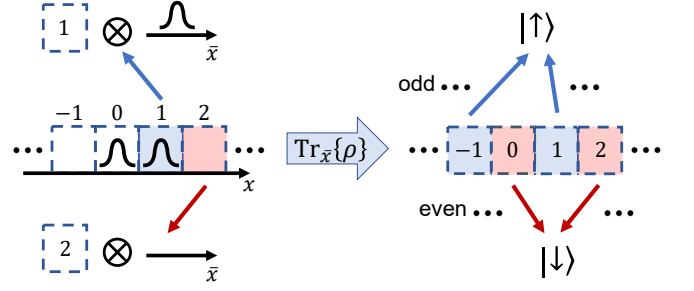 1 ⊗ x̄
|↑⟩
odd ••• •••
−1 0 1 2
••• ••• x
Tr_x̄{ρ}
••• −1 0 1 2 •••
even ••• •••
2 ⊗ x̄
|↓⟩